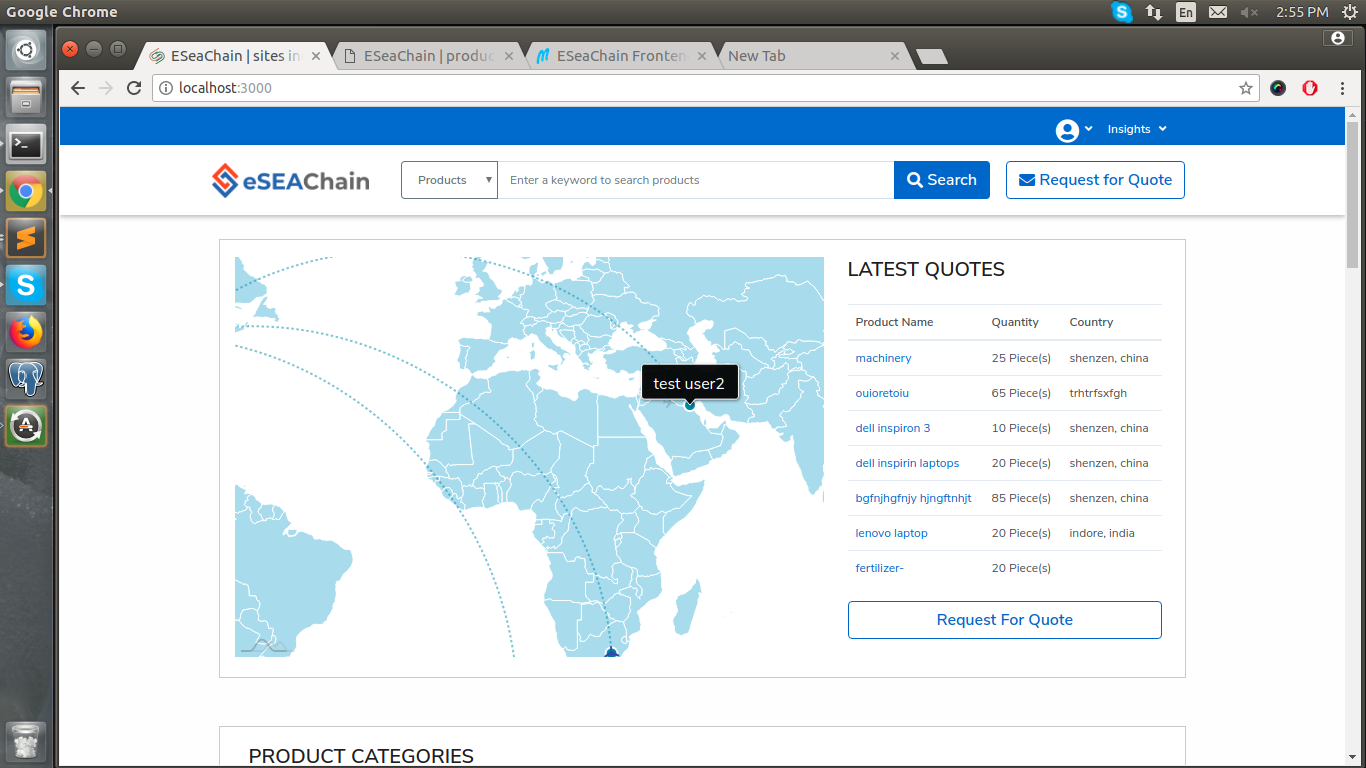 Google Chrome
En
2:55 PM
ESeaChain | sites in
ESeaChain | produc
ESeaChain Fronten
New Tab
localhost:3000
Insights
eSEAChain
Products
Enter a keyword to search products
Search
Request for Quote
test user2
LATEST QUOTES
Product Name Quantity Country
machinery 25 Piece(s) shenzen, china
ouioretoiu 65 Piece(s) trhtrfsxfgh
dell inspiron 3 10 Piece(s) shenzen, china
dell inspirin laptops 20 Piece(s) shenzen, china
bgfnjhgfnjy hjngftnhjt 85 Piece(s) shenzen, china
lenovo laptop 20 Piece(s) indore, india
fertilizer- 20 Piece(s)
Request For Quote
PRODUCT CATEGORIES